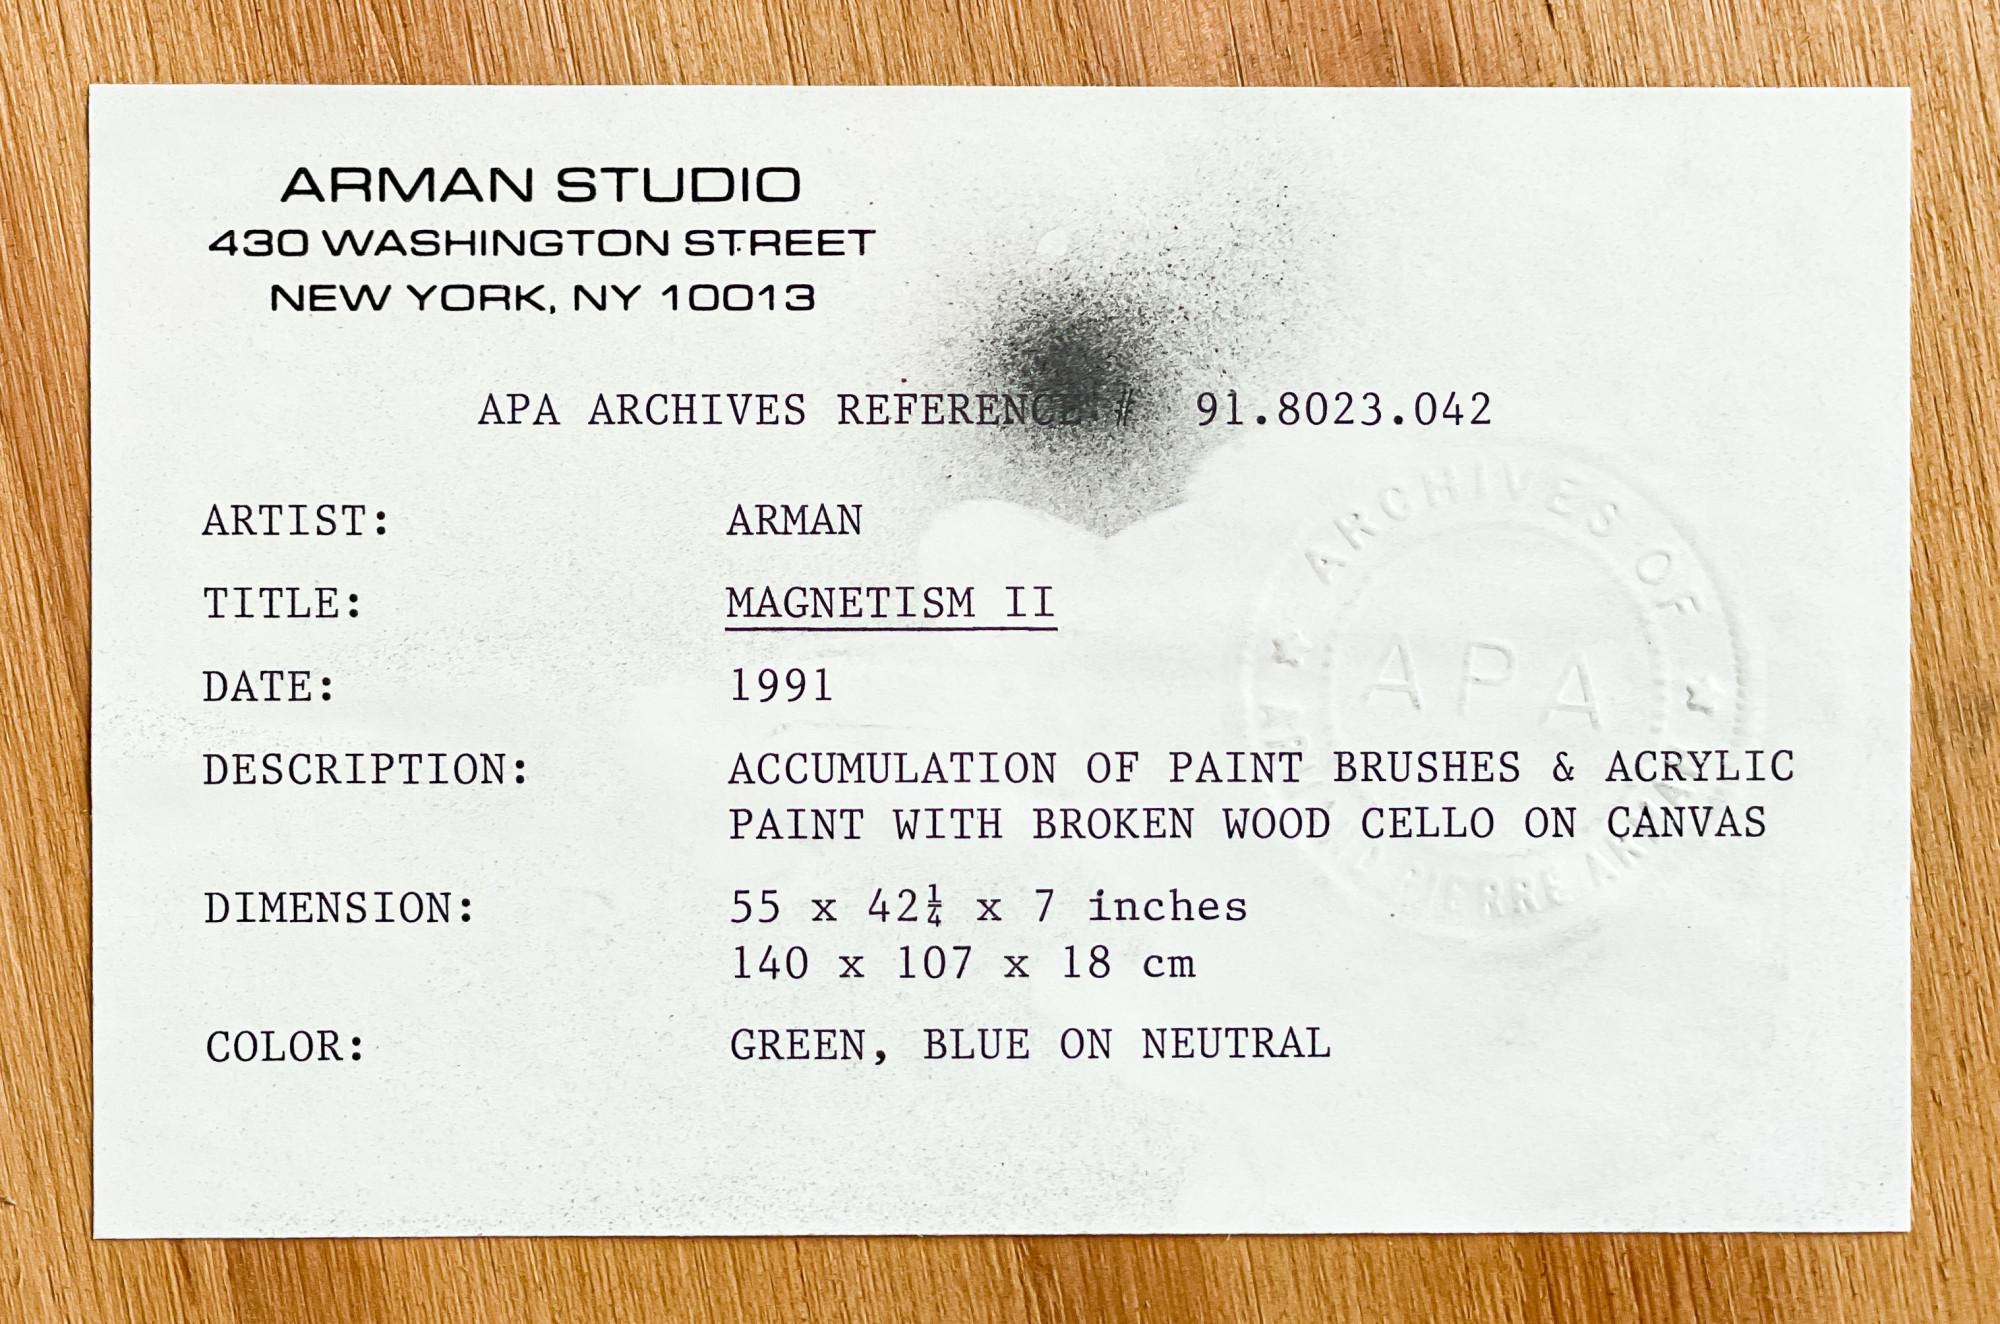 ARMAN STUDIO
430 WASHINGTON STREET
NEW YORK, NY 10013
APA ARCHIVES REFERENCE # 91.8023.042
ARTIST: ARMAN
TITLE: MAGNETISM II
DATE: 1991
DESCRIPTION: ACCUMULATION OF PAINT BRUSHES & ACRYLIC
PAINT WITH BROKEN WOOD CELLO ON CANVAS
DIMENSION: 55 x 42¼ x 7 inches
140 x 107 x 18 cm
COLOR: GREEN, BLUE ON NEUTRAL
ARCHIVES OF
APA
PIERRE